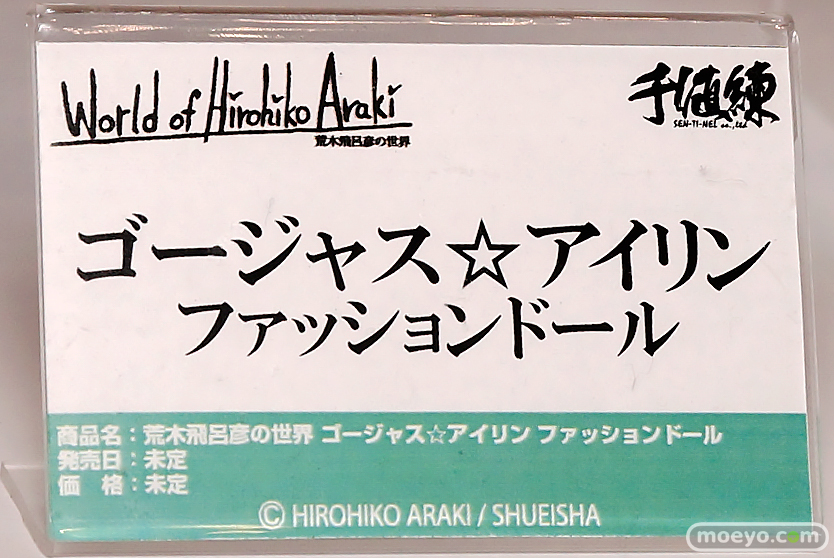 World of Hirohiko Araki
荒木飛呂彦の世界
千値練
SEN-TI-NEL co.,Ltd
ゴージャス☆アイリン
ファッションドール
商品名：荒木飛呂彦の世界 ゴージャス☆アイリン ファッションドール
発売日：未定
価　格：未定
© HIROHIKO ARAKI / SHUEISHA
moeyo.com